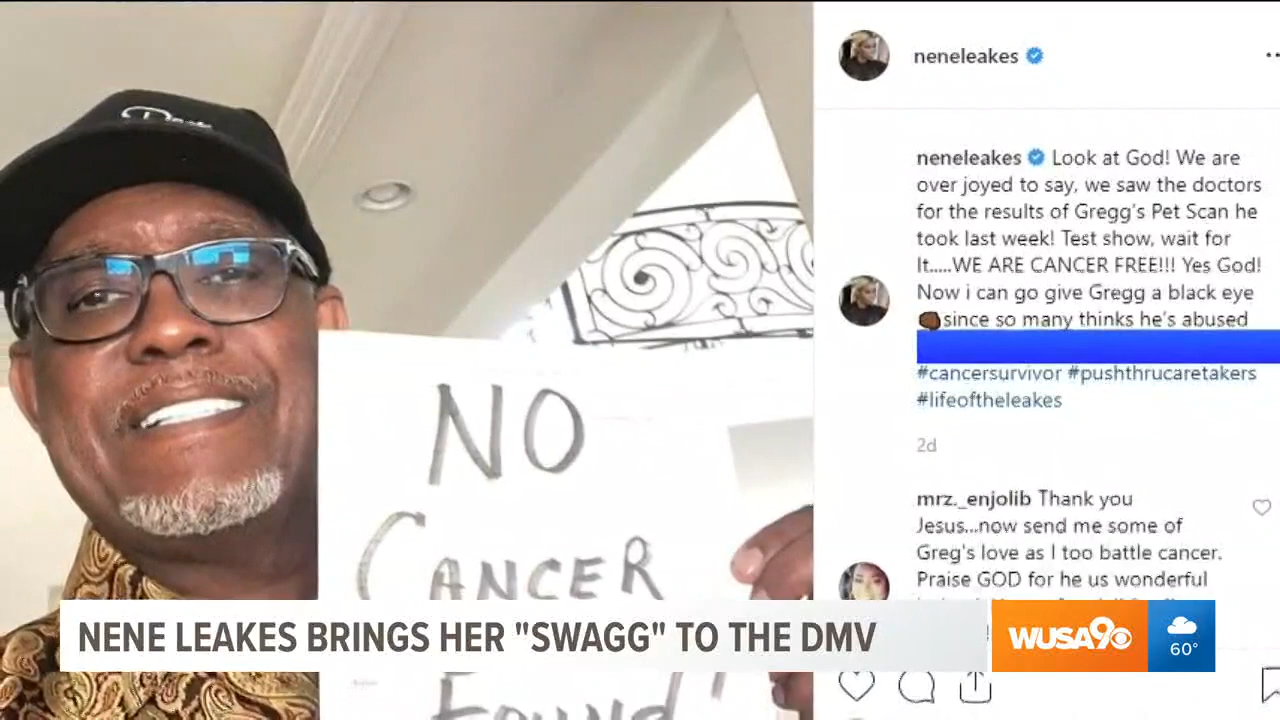 NO
CANCER
FOUND!!
neneleakes
neneleakes Look at God! We are
over joyed to say, we saw the doctors
for the results of Gregg's Pet Scan he
took last week! Test show, wait for
It.....WE ARE CANCER FREE!!! Yes God!
Now i can go give Gregg a black eye
since so many thinks he's abused
#cancersurvivor #pushthrucaretakers
#lifeoftheleakes
2d
mrz._enjolib Thank you
Jesus...now send me some of
Greg's love as I too battle cancer.
Praise GOD for he us wonderful
NENE LEAKES BRINGS HER "SWAGG" TO THE DMV
WUSA9
60°